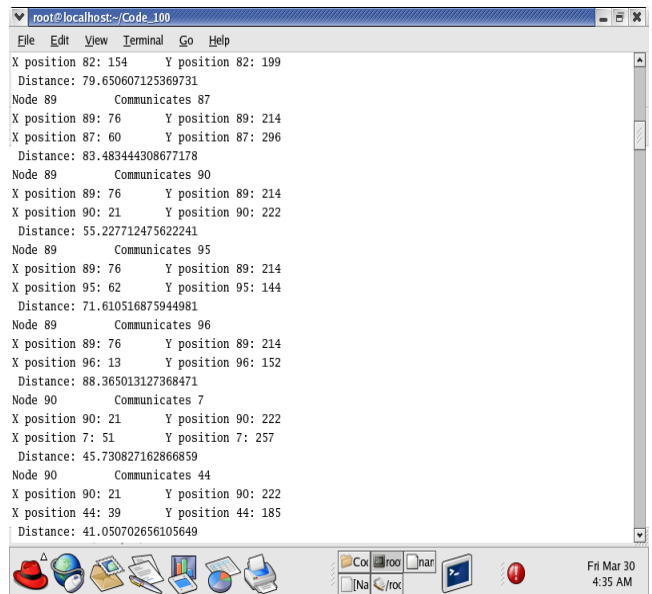 root@localhost:~/Code_100
File Edit View Terminal Go Help
X position 82: 154 Y position 82: 199
Distance: 79.650607125369731
Node 89 Communicates 87
X position 89: 76 Y position 89: 214
X position 87: 60 Y position 87: 296
Distance: 83.483444308677178
Node 89 Communicates 90
X position 89: 76 Y position 89: 214
X position 90: 21 Y position 90: 222
Distance: 55.227712475622241
Node 89 Communicates 95
X position 89: 76 Y position 89: 214
X position 95: 62 Y position 95: 144
Distance: 71.610516875944981
Node 89 Communicates 96
X position 89: 76 Y position 89: 214
X position 96: 13 Y position 96: 152
Distance: 88.365013127368471
Node 90 Communicates 7
X position 90: 21 Y position 90: 222
X position 7: 51 Y position 7: 257
Distance: 45.730827162866859
Node 90 Communicates 44
X position 90: 21 Y position 90: 222
X position 44: 39 Y position 44: 185
Distance: 41.050702656105649
Co roo nar
[Na /roc
Fri Mar 30
4:35 AM